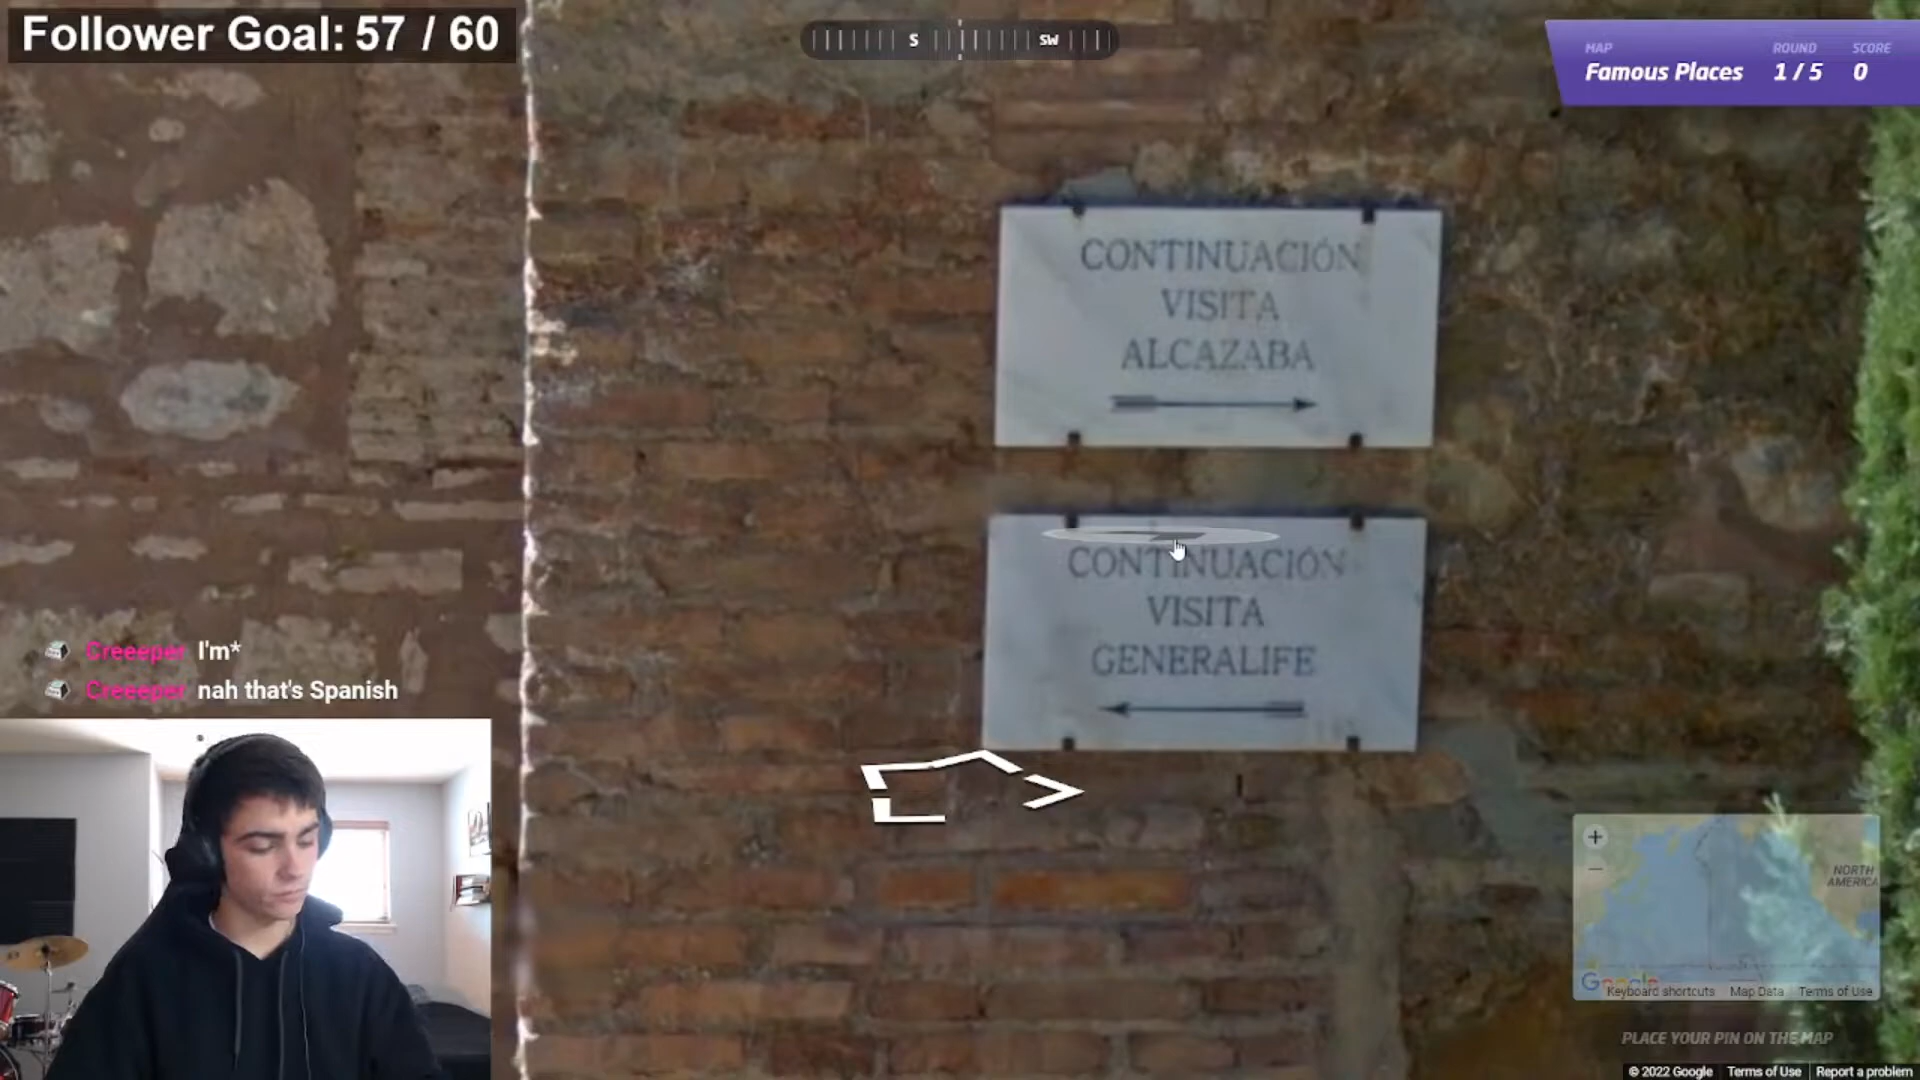 Follower Goal: 57 / 60
S
SW
MAP
ROUND
SCORE
Famous Places
1 / 5
0
CONTINUACIÓN
VISITA
ALCAZABA
CONTINUACIÓN
VISITA
GENERALIFE
Creeeper I'm*
Creeeper nah that's Spanish
NORTH
AMERICA
Google
Keyboard shortcuts
Map Data
Terms of Use
PLACE YOUR PIN ON THE MAP
© 2022 Google
Terms of Use
Report a problem